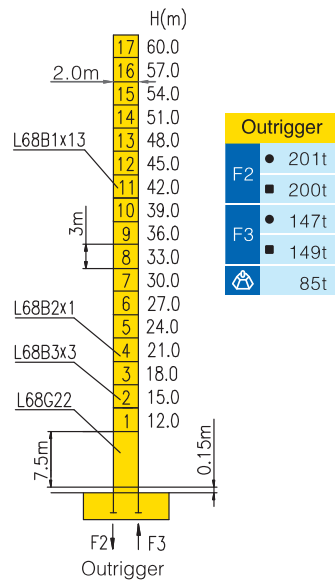 H(m)
17 60.0
16 57.0
2.0m
15 54.0
14 51.0
L68B1x13
13 48.0
12 45.0
11 42.0
10 39.0
3m
9 36.0
8 33.0
7 30.0
6 27.0
L68B2x1
5 24.0
4 21.0
L68B3x3
3 18.0
2 15.0
L68G22
1 12.0
7.5m
0.15m
F2 F3
Outrigger
Outrigger
F2 ● 201t
■ 200t
F3 ● 147t
■ 149t
85t